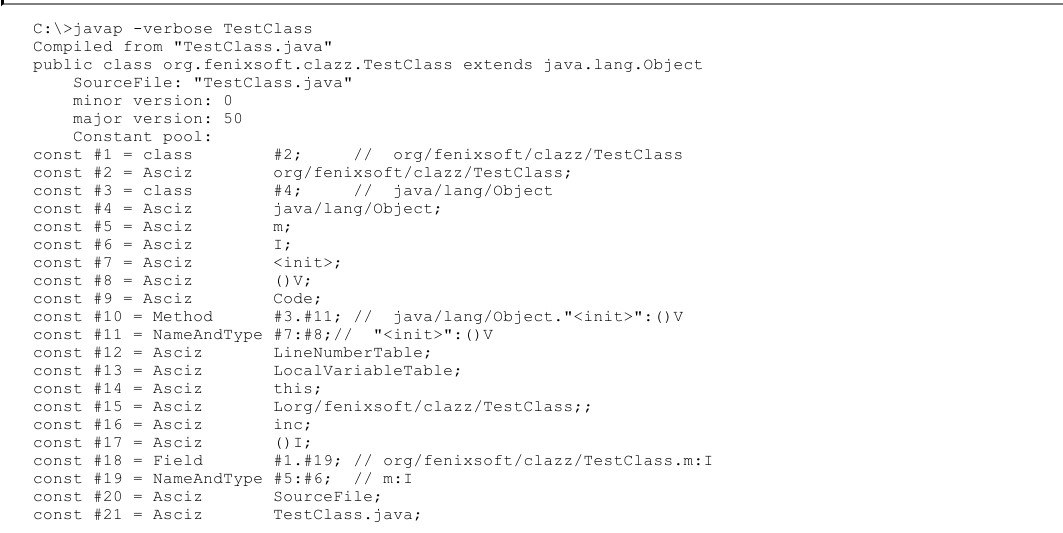 C:\>javap -verbose TestClass
Compiled from "TestClass.java"
public class org.fenixsoft.clazz.TestClass extends java.lang.Object
    SourceFile: "TestClass.java"
    minor version: 0
    major version: 50
    Constant pool:
const #1 = class        #2;     //  org/fenixsoft/clazz/TestClass
const #2 = Asciz        org/fenixsoft/clazz/TestClass;
const #3 = class        #4;     //  java/lang/Object
const #4 = Asciz        java/lang/Object;
const #5 = Asciz        m;
const #6 = Asciz        I;
const #7 = Asciz        <init>;
const #8 = Asciz        ()V;
const #9 = Asciz        Code;
const #10 = Method      #3.#11; //  java/lang/Object."<init>":()V
const #11 = NameAndType #7:#8;//  "<init>":()V
const #12 = Asciz       LineNumberTable;
const #13 = Asciz       LocalVariableTable;
const #14 = Asciz       this;
const #15 = Asciz       Lorg/fenixsoft/clazz/TestClass;;
const #16 = Asciz       inc;
const #17 = Asciz       ()I;
const #18 = Field       #1.#19; // org/fenixsoft/clazz/TestClass.m:I
const #19 = NameAndType #5:#6;  // m:I
const #20 = Asciz       SourceFile;
const #21 = Asciz       TestClass.java;